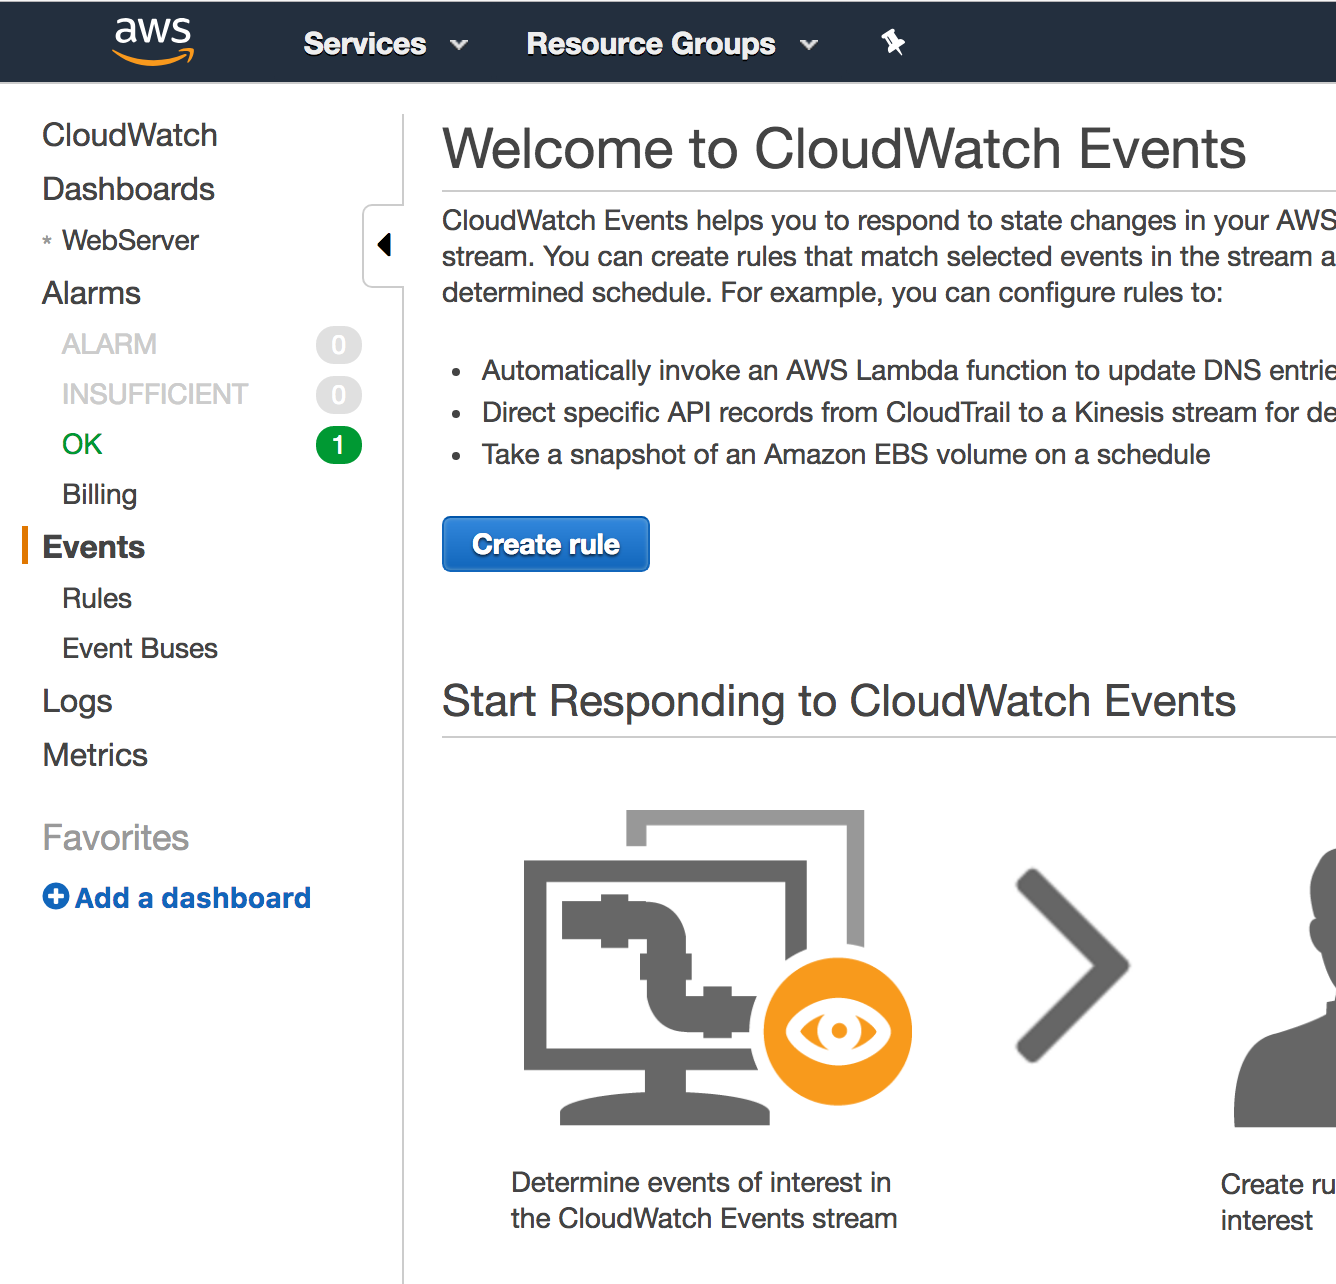 aws
Services
Resource Groups
CloudWatch
Dashboards
* WebServer
Alarms
ALARM 0
INSUFFICIENT 0
OK 1
Billing
Events
Rules
Event Buses
Logs
Metrics
Favorites
Add a dashboard
Welcome to CloudWatch Events
CloudWatch Events helps you to respond to state changes in your AWS
stream. You can create rules that match selected events in the stream a
determined schedule. For example, you can configure rules to:
• Automatically invoke an AWS Lambda function to update DNS entrie
• Direct specific API records from CloudTrail to a Kinesis stream for de
• Take a snapshot of an Amazon EBS volume on a schedule
Create rule
Start Responding to CloudWatch Events
Determine events of interest in
the CloudWatch Events stream
Create ru
interest